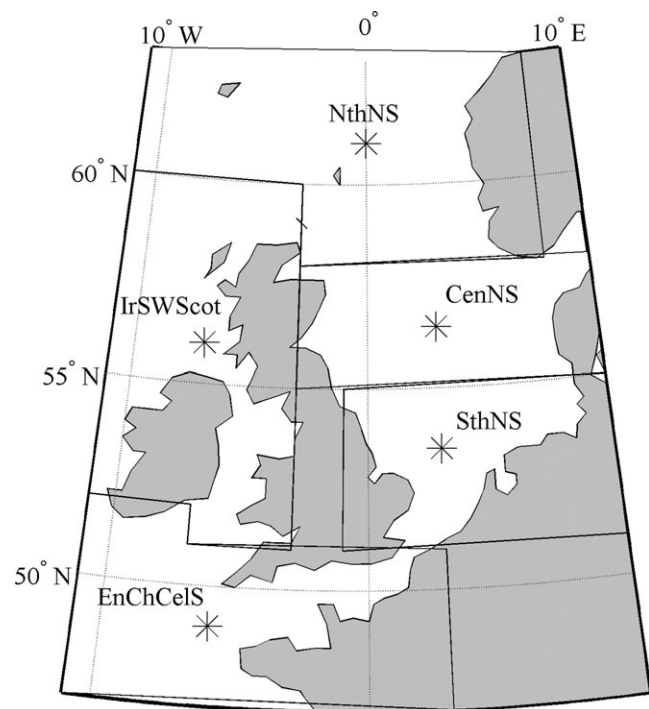 10° W
0°
10° E
NthNS
60° N
IrSWScot
CenNS
55° N
SthNS
50° N
EnChCelS